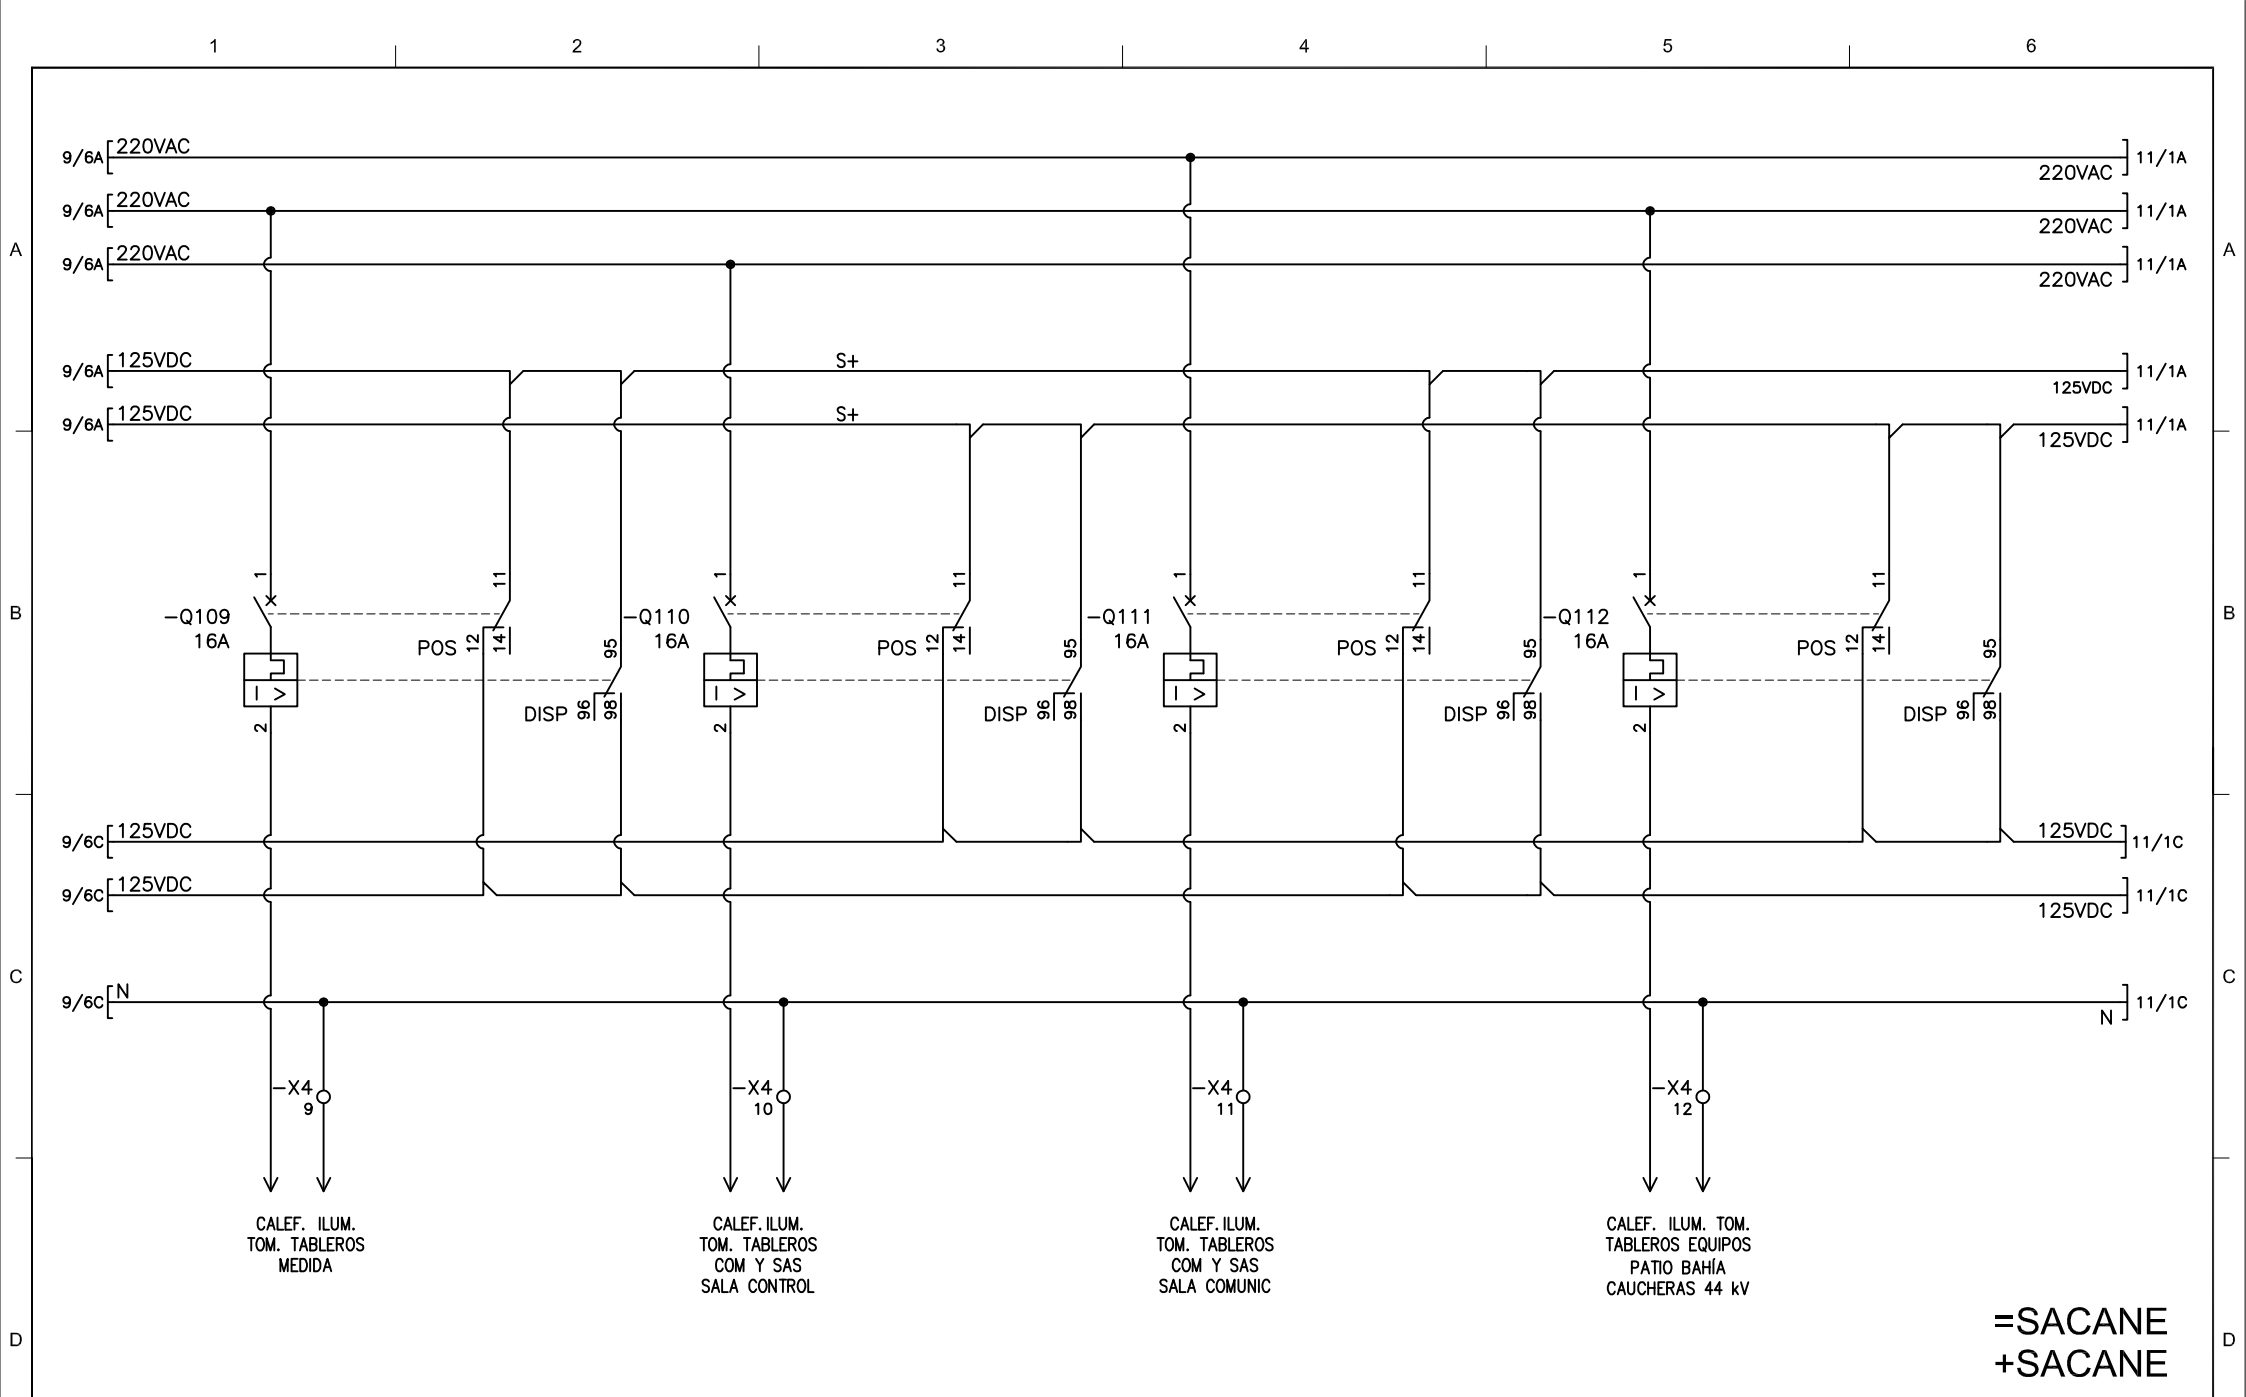 1 2 3 4 5 6
9/6A 220VAC 11/1A
220VAC
9/6A 220VAC 11/1A
220VAC
A A
9/6A 220VAC 11/1A
220VAC
9/6A 125VDC S+ 11/1A
125VDC
9/6A 125VDC S+ 11/1A
125VDC
1 11 1 11 1 11 1 11
B B
-Q109 -Q110 -Q111 -Q112
16A 16A 16A 16A
POS 12 14 95 POS 12 14 95 POS 12 14 95 POS 12 14 95
I > I > I > I >
DISP 96 98 DISP 96 98 DISP 96 98 DISP 96 98
2 2 2 2
9/6C 125VDC 125VDC 11/1C
9/6C 125VDC 11/1C
125VDC
C C
9/6C N 11/1C
N
-X4 -X4 -X4 -X4
9 10 11 12
CALEF. ILUM.
TOM. TABLEROS
MEDIDA
CALEF. ILUM.
TOM. TABLEROS
COM Y SAS
SALA CONTROL
CALEF. ILUM.
TOM. TABLEROS
COM Y SAS
SALA COMUNIC
CALEF. ILUM. TOM.
TABLEROS EQUIPOS
PATIO BAHÍA
CAUCHERAS 44 kV
D D
=SACANE
+SACANE